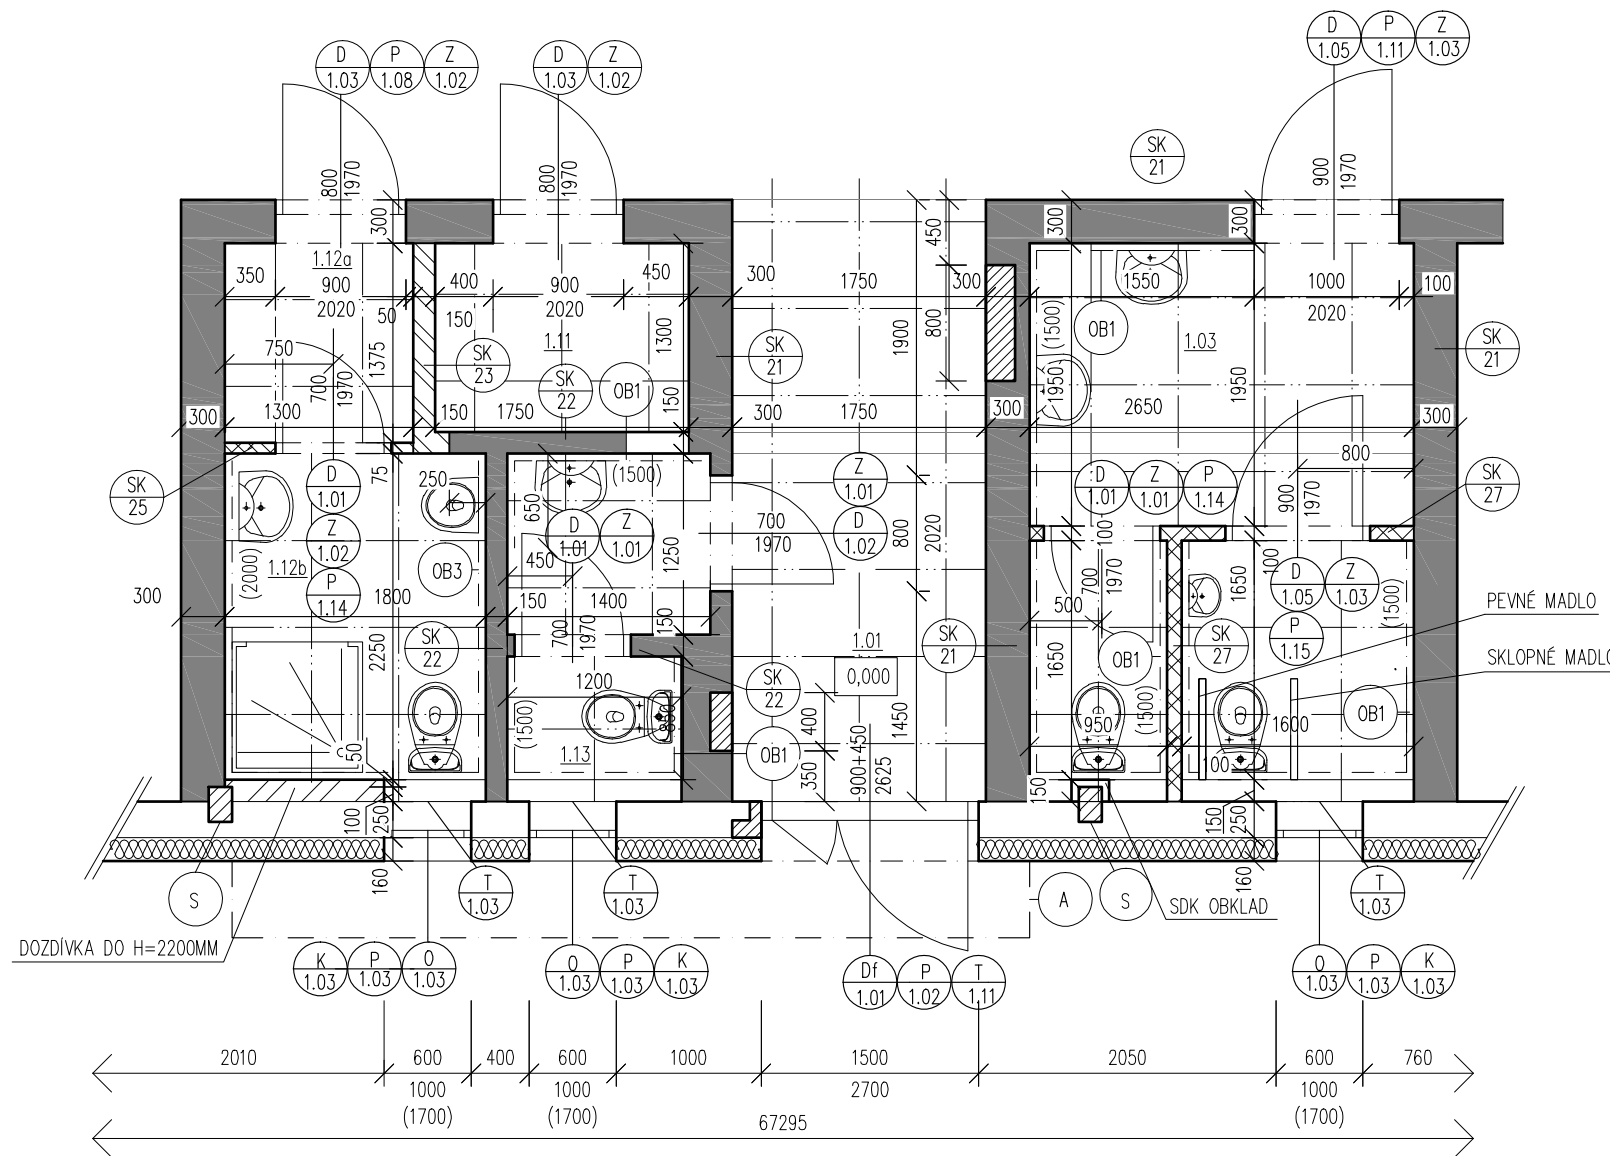 D
1.03
P
1.08
Z
1.02
D
1.03
Z
1.02
D
1.05
P
1.11
Z
1.03
SK
21
800
1970
800
1970
900
1970
300
450
300
300
1.12a
350
900
2020
50
400
900
2020
450
150
1.11
300
1750
300
1550
1000
2020
100
750
1375
700
1970
SK
23
SK
22
OB1
1300
SK
21
1900
800
(1500)
OB1
1.03
SK
21
1950
1950
2650
300
1300
150
1750
150
300
1750
300
300
800
SK
25
75
250
D
1.01
Z
1.02
P
1.14
650
(1500)
D
1.01
Z
1.01
700
1970
Z
1.01
D
1.02
800
2020
D
1.01
Z
1.01
P
1.14
900
1970
SK
27
1.12b
(2000)
OB3
450
1250
100
100
300
1800
150
1400
150
700
1970
500
700
1970
1650
D
1.05
Z
1.03
P
1.15
(1500)
PEVNÉ MADLO
SK
22
2250
1.01
0,000
SK
21
1650
OB1
SK
27
SKLOPNÉ MADLO
1200
SK
22
850
(1500)
1.13
OB1
400
350
900+450
2625
1450
950
(1500)
1600
OB1
50
100
150
100
250
160
150
250
160
S
T
1.03
T
1.03
A
S
SDK OBKLAD
T
1.03
DOZDÍVKA DO H=2200MM
K
1.03
P
1.03
O
1.03
O
1.03
P
1.03
K
1.03
Df
1.01
P
1.02
T
1.11
O
1.03
P
1.03
K
1.03
2010
600
400
600
1000
1500
2050
600
760
1000
(1700)
1000
(1700)
2700
1000
(1700)
67295